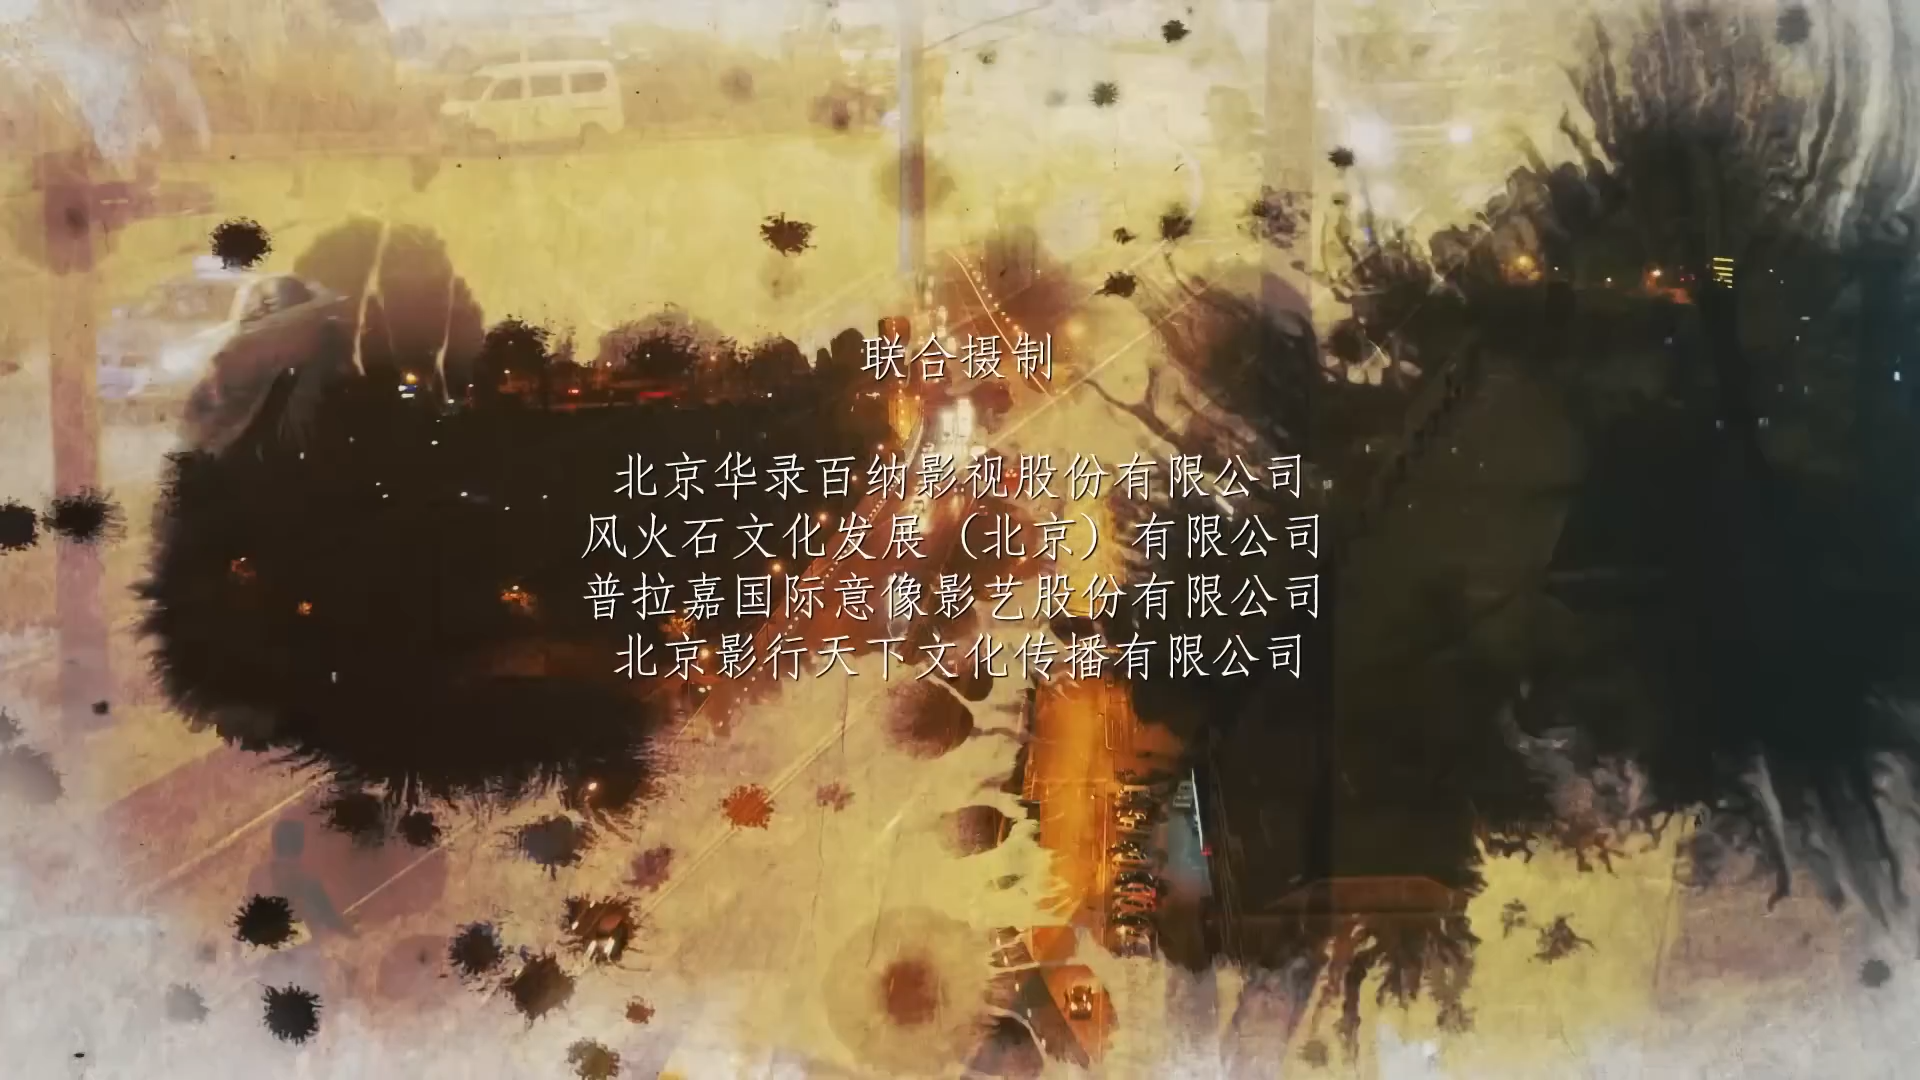 联合摄制
北京华录百纳影视股份有限公司
风火石文化发展（北京）有限公司
普拉嘉国际意像影艺股份有限公司
北京影行天下文化传播有限公司